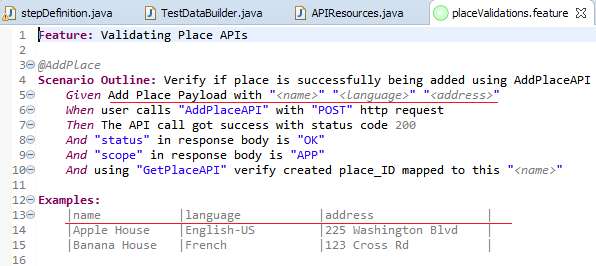 stepDefinition.java TestDataBuilder.java APIResources.java placeValidations.feature
1 Feature: Validating Place APIs
2
3 @AddPlace
4 Scenario Outline: Verify if place is successfully being added using AddPlaceAPI
5 Given Add Place Payload with "<name>" "<language>" "<address>"
6 When user calls "AddPlaceAPI" with "POST" http request
7 Then The API call got success with status code 200
8 And "status" in response body is "OK"
9 And "scope" in response body is "APP"
10 And using "GetPlaceAPI" verify created place_ID mapped to this "<name>"
11
12 Examples:
13 |name |language |address |
14 |Apple House |English-US |225 Washington Blvd |
15 |Banana House |French |123 Cross Rd |
16